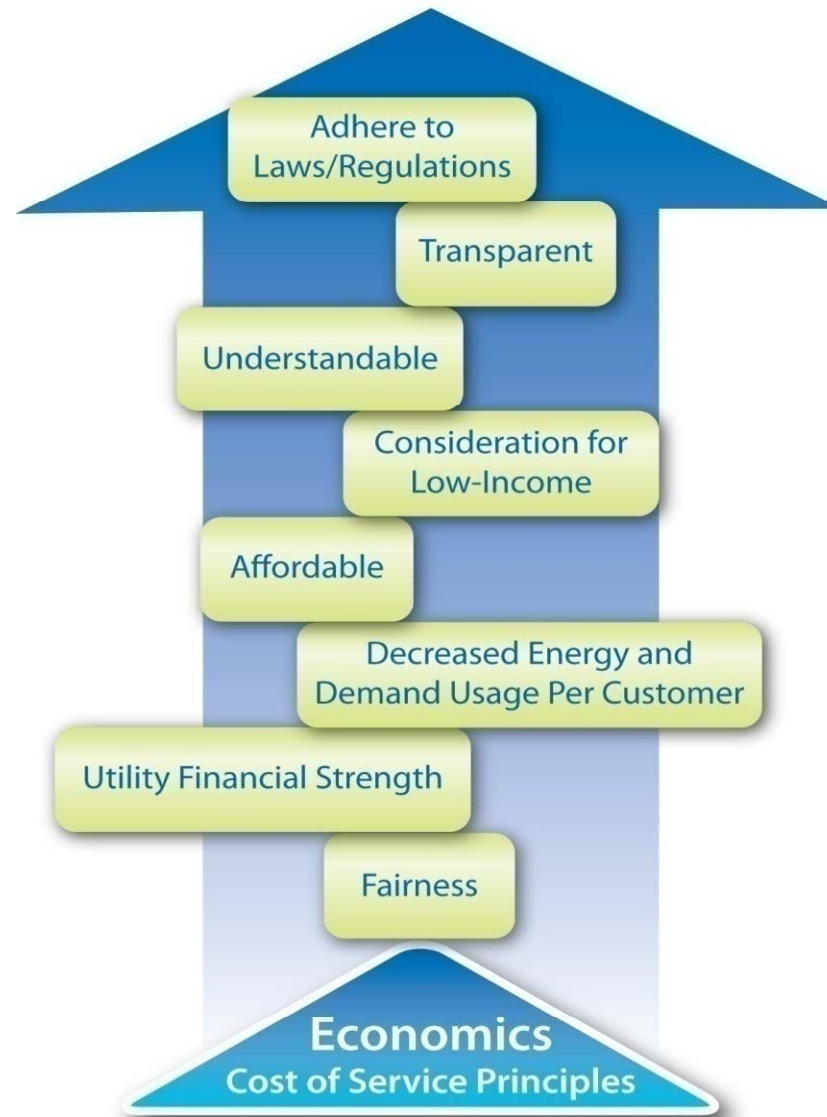 Adhere to
Laws/Regulations
Transparent
Understandable
Consideration for
Low-Income
Affordable
Decreased Energy and
Demand Usage Per Customer
Utility Financial Strength
Fairness
Economics
Cost of Service Principles